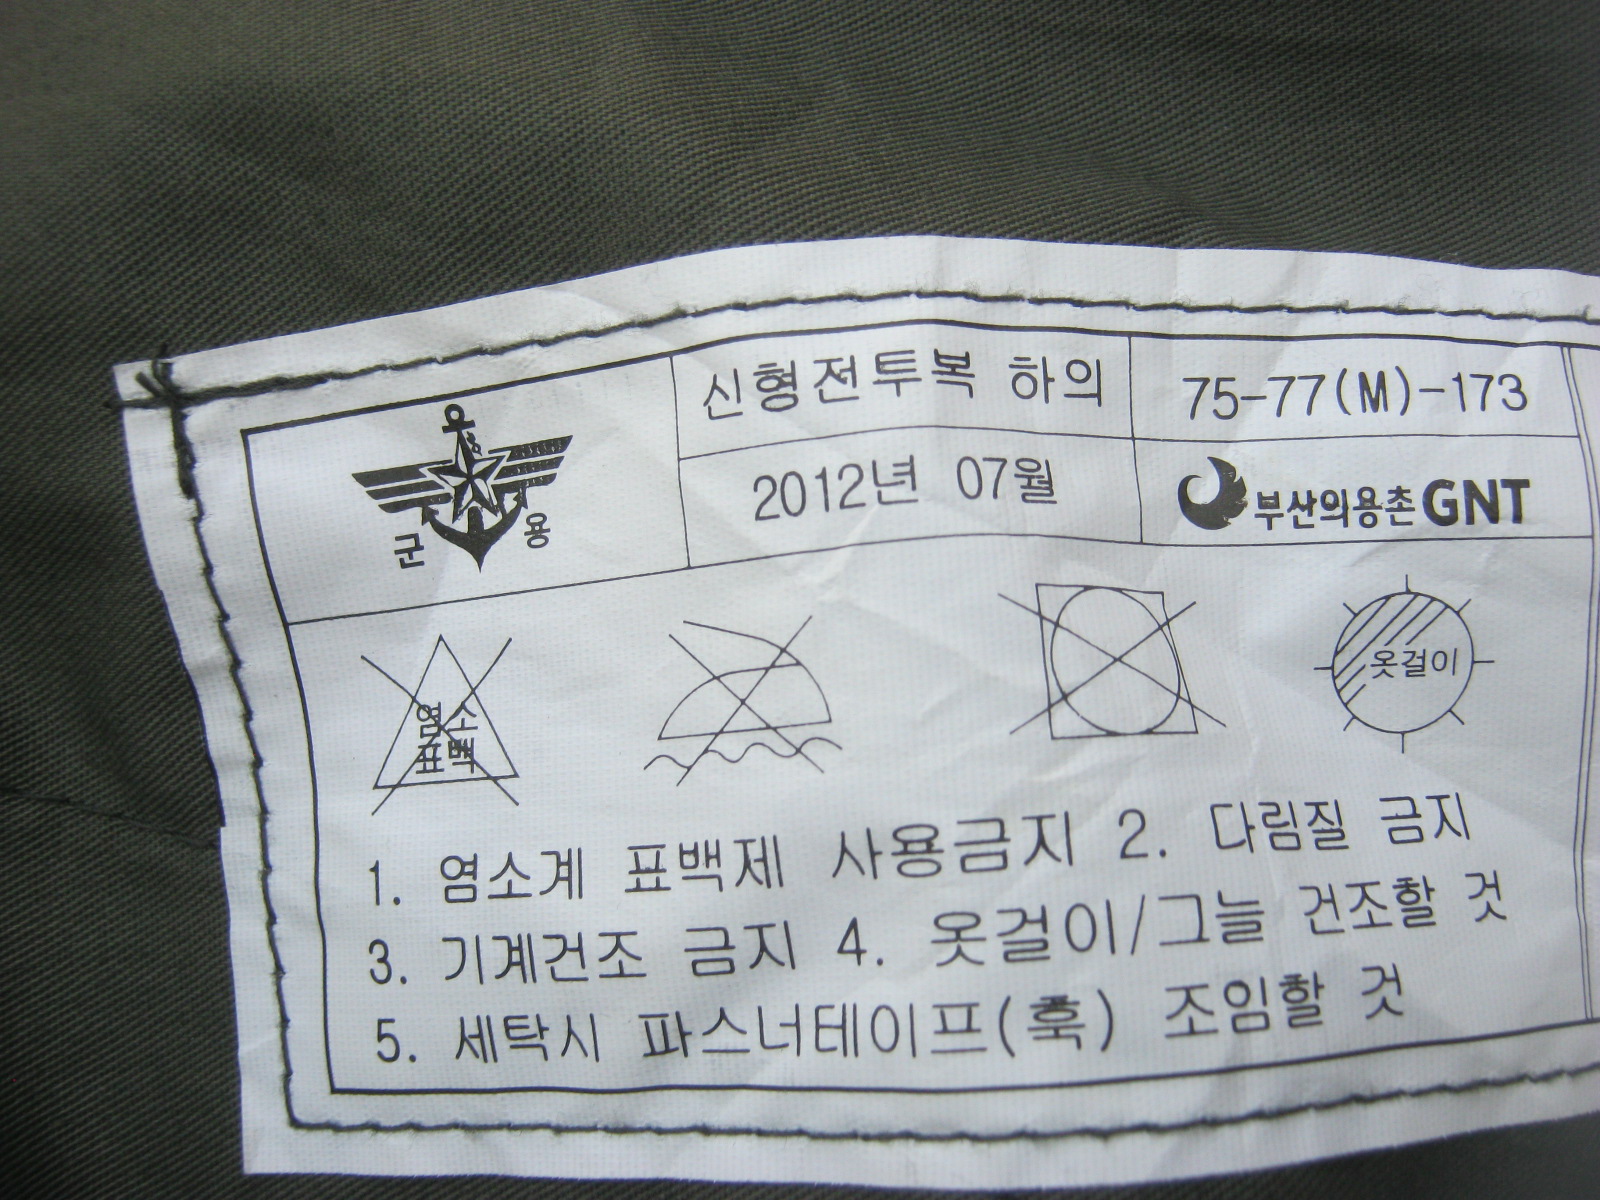 군 용
신형전투복 하의
75-77(M)-173
2012년 07월
부산의용촌GNT
염소
표백
옷걸이
1. 염소계 표백제 사용금지 2. 다림질 금지
3. 기계건조 금지 4. 옷걸이/그늘 건조할 것
5. 세탁시 파스너테이프(훅) 조임할 것